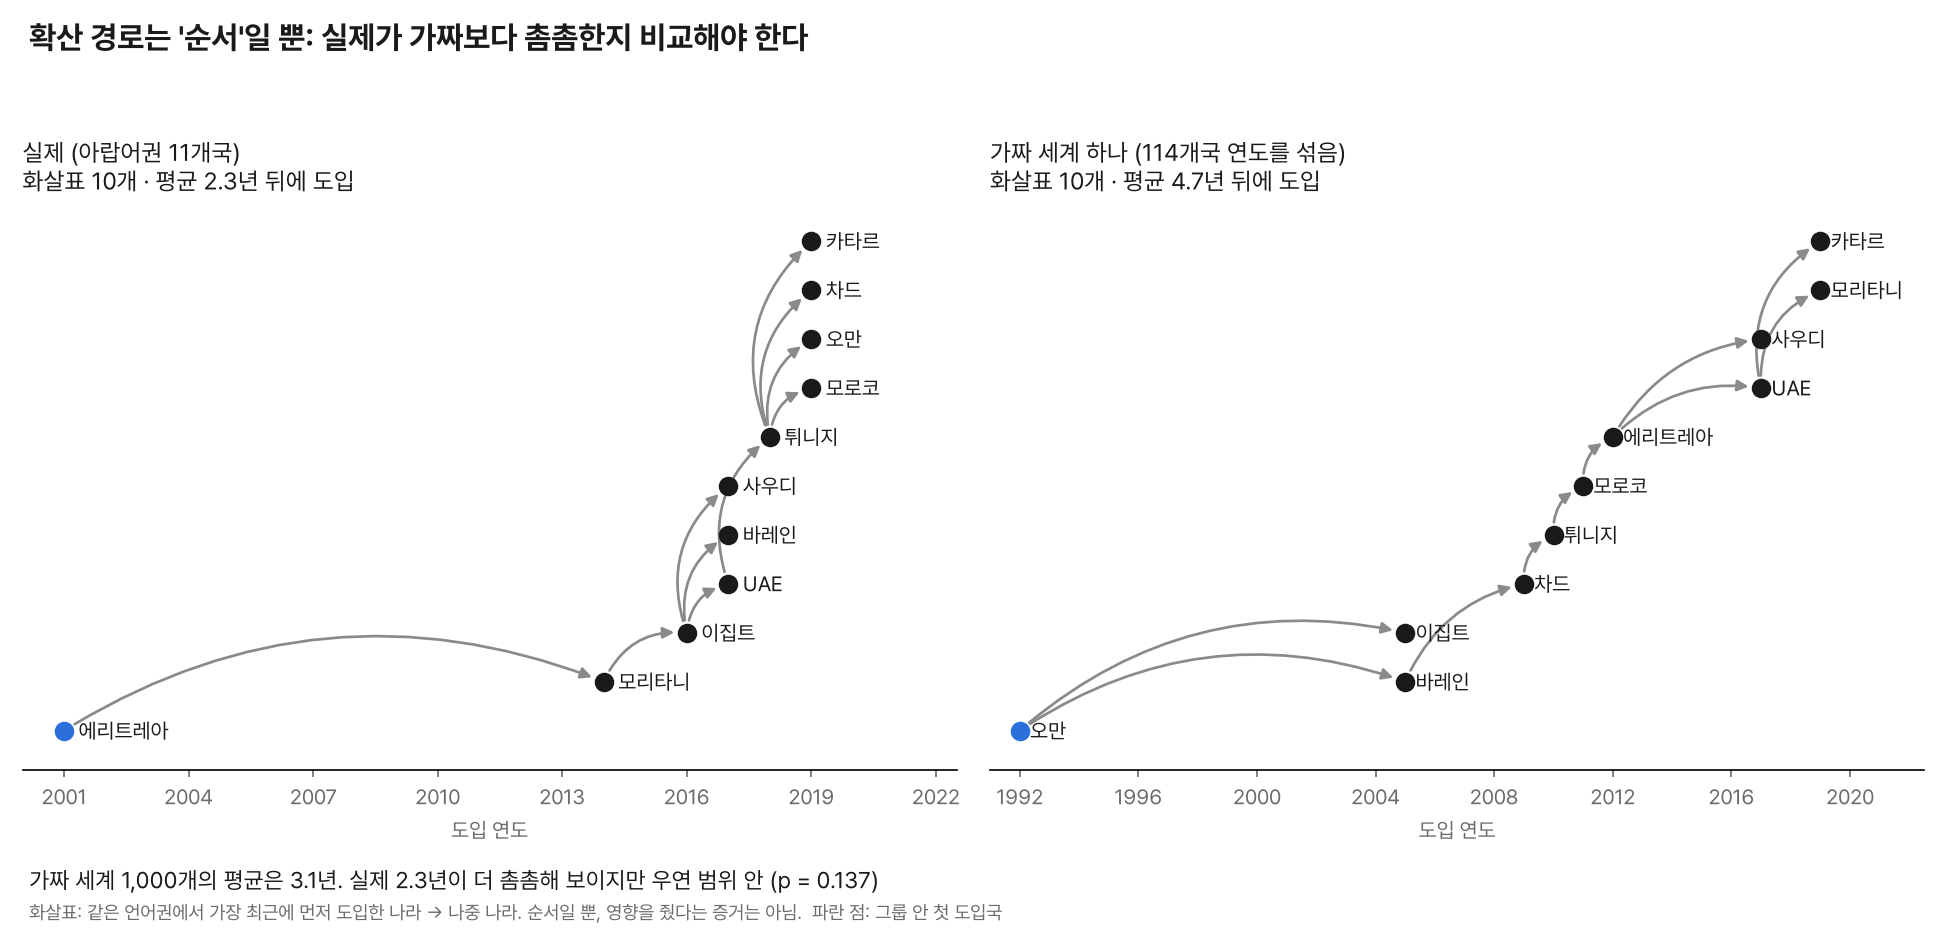 확산 경로는 '순서'일 뿐: 실제가 가짜보다 촘촘한지 비교해야 한다
실제 (아랍어권 11개국)
화살표 10개 · 평균 2.3년 뒤에 도입
카타르
차드
오만
모로코
튀니지
사우디
바레인
UAE
이집트
모리타니
에리트레아
2001 2004 2007 2010 2013 2016 2019 2022
도입 연도
가짜 세계 하나 (114개국 연도를 섞음)
화살표 10개 · 평균 4.7년 뒤에 도입
카타르
모리타니
사우디
UAE
에리트레아
모로코
튀니지
차드
이집트
바레인
오만
1992 1996 2000 2004 2008 2012 2016 2020
도입 연도
가짜 세계 1,000개의 평균은 3.1년. 실제 2.3년이 더 촘촘해 보이지만 우연 범위 안 (p = 0.137)
화살표: 같은 언어권에서 가장 최근에 먼저 도입한 나라 → 나중 나라. 순서일 뿐, 영향을 줬다는 증거는 아님. 파란 점: 그룹 안 첫 도입국